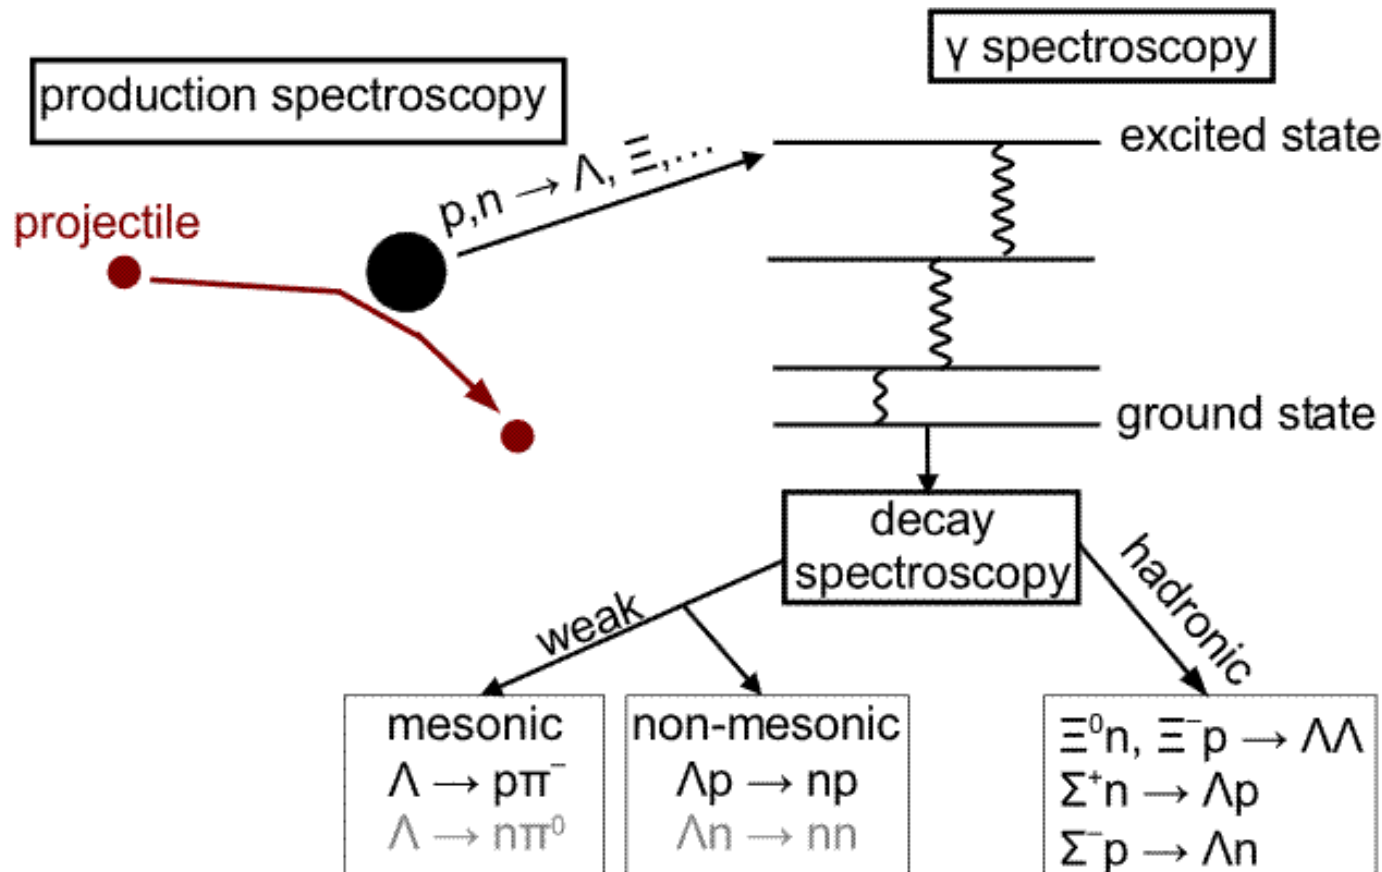 production spectroscopy
γ spectroscopy
projectile
p,n → Λ, Ξ,...
excited state
ground state
decay
spectroscopy
weak
hadronic
mesonic
Λ → pπ⁻
Λ → nπ⁰
non-mesonic
Λp → np
Λn → nn
Ξ⁰n, Ξ⁻p → ΛΛ
Σ⁺n → Λp
Σ⁻p → Λn